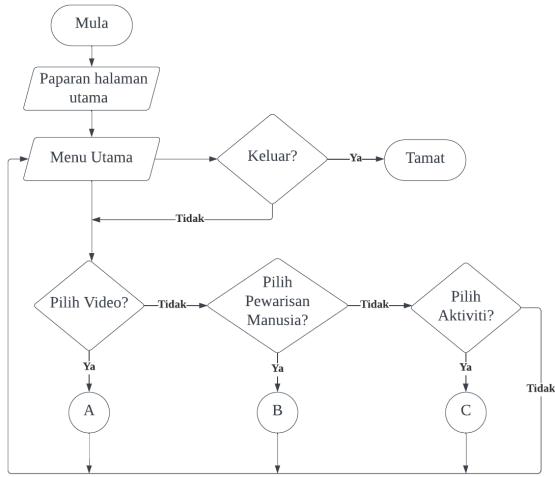 Mula
Paparan halaman
utama
Menu Utama
Keluar?
Ya
Tamat
Tidak
Pilih Video?
Tidak
Pilih
Pewarisan
Manusia?
Tidak
Pilih
Aktiviti?
Ya
Ya
Ya
Tidak
A
B
C